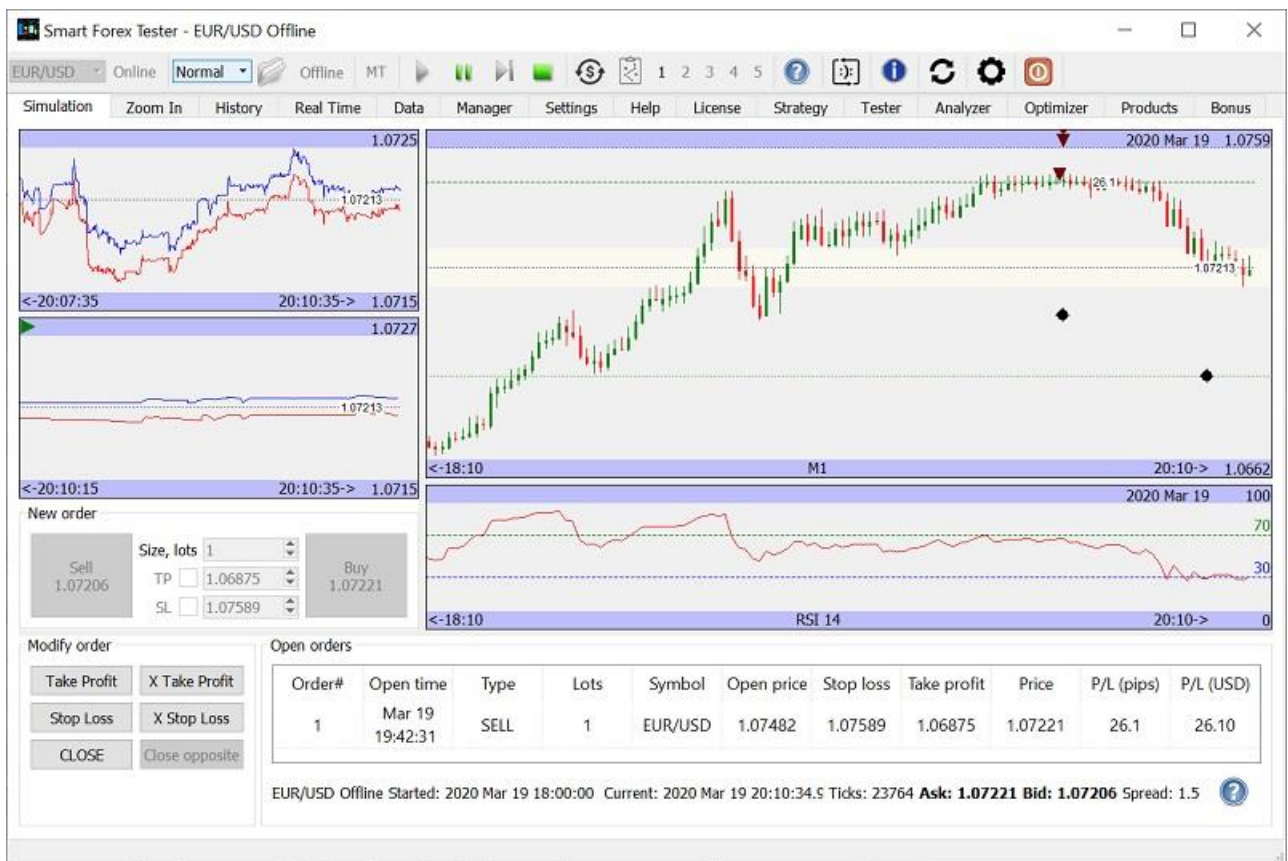 Smart Forex Tester - EUR/USD Offline
EUR/USD Online Normal Offline MT 1 2 3 4 5
Simulation Zoom In History Real Time Data Manager Settings Help License Strategy Tester Analyzer Optimizer Products Bonus
1.0725
1.07213
<-20:07:35 20:10:35-> 1.0715
1.0727
1.07213
<-20:10:15 20:10:35-> 1.0715
2020 Mar 19 1.0759
26.1
1.07213
<-18:10 M1 20:10-> 1.0662
2020 Mar 19 100
70
30
<-18:10 RSI 14 20:10-> 0
New order
Sell
1.07206
Size, lots 1
TP 1.06875
SL 1.07589
Buy
1.07221
Modify order
Take Profit X Take Profit
Stop Loss X Stop Loss
CLOSE Close opposite
Open orders
Order# Open time Type Lots Symbol Open price Stop loss Take profit Price P/L (pips) P/L (USD)
1 Mar 19 19:42:31 SELL 1 EUR/USD 1.07482 1.07589 1.06875 1.07221 26.1 26.10
EUR/USD Offline Started: 2020 Mar 19 18:00:00 Current: 2020 Mar 19 20:10:34.9 Ticks: 23764 Ask: 1.07221 Bid: 1.07206 Spread: 1.5